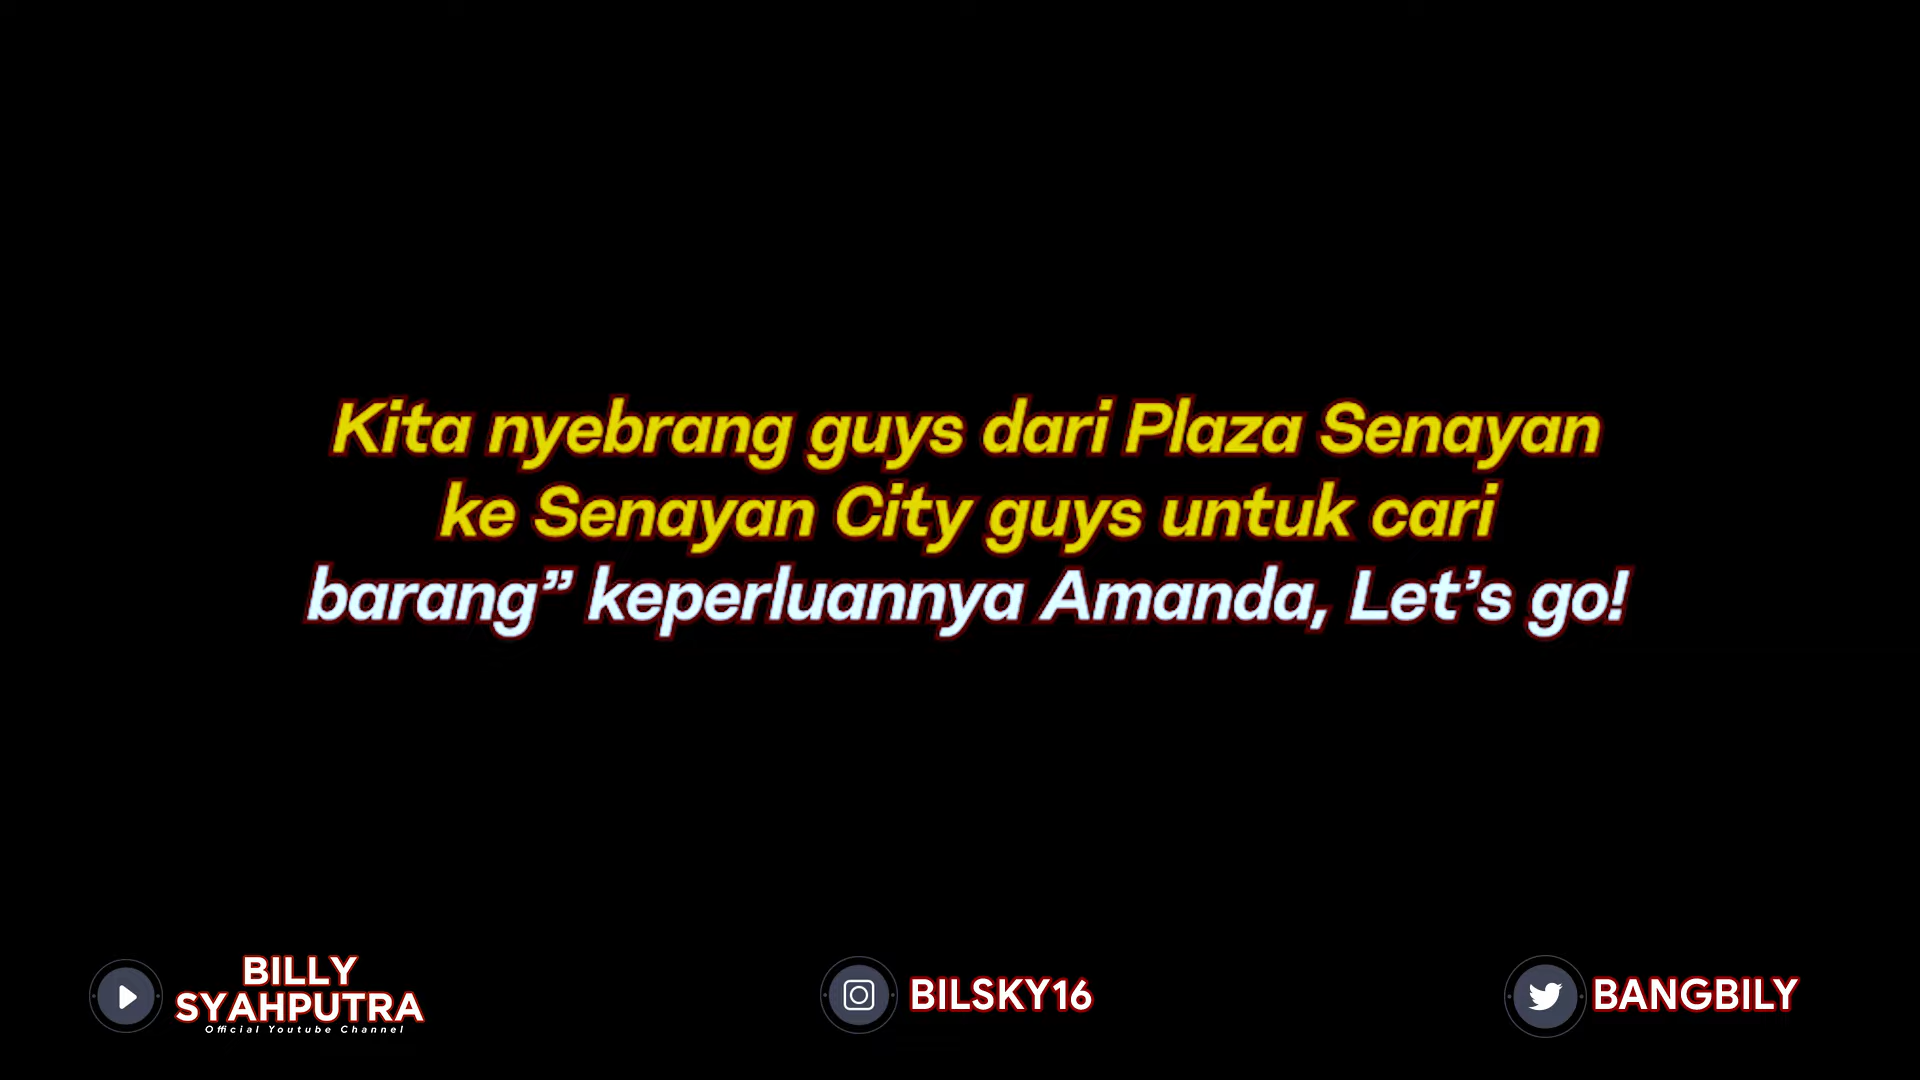 Kita nyebrang guys dari Plaza Senayan
ke Senayan City guys untuk cari
barang” keperluannya Amanda, Let’s go!
BILLY
SYAHPUTRA
Official Youtube Channel
BILSKY16
BANGBILY